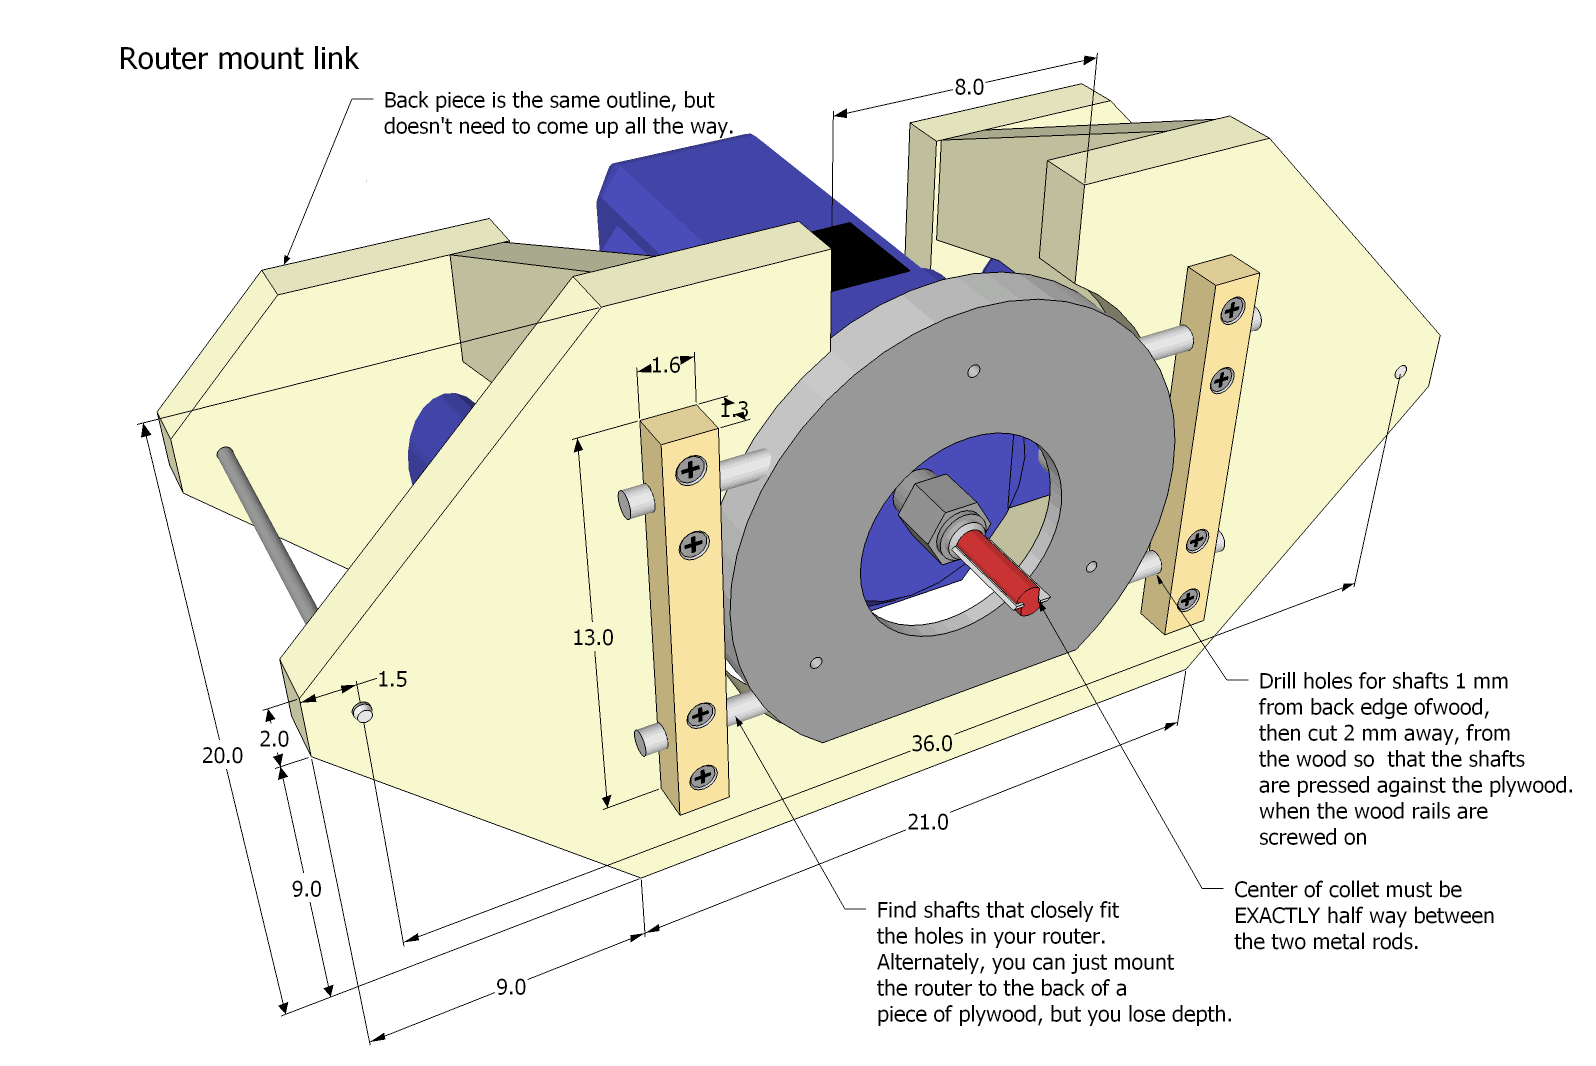 Router mount link
Back piece is the same outline, but
doesn't need to come up all the way.
8.0
1.6
1.3
13.0
1.5
2.0
20.0
9.0
36.0
21.0
9.0
Drill holes for shafts 1 mm
from back edge ofwood,
then cut 2 mm away, from
the wood so  that the shafts
are pressed against the plywood.
when the wood rails are
screwed on
Center of collet must be
EXACTLY half way between
the two metal rods.
Find shafts that closely fit
the holes in your router.
Alternately, you can just mount
the router to the back of a
piece of plywood, but you lose depth.